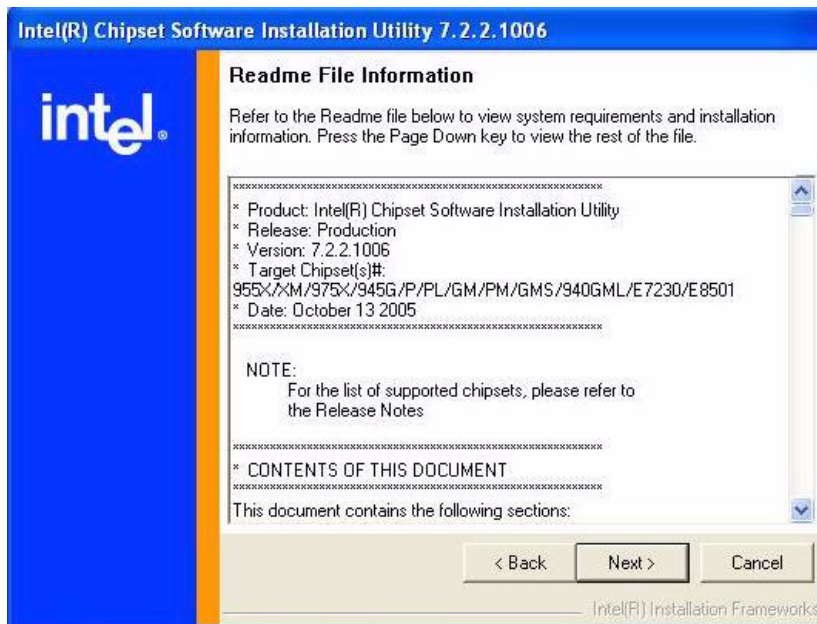 Intel(R) Chipset Software Installation Utility 7.2.2.1006
intel®
Readme File Information
Refer to the Readme file below to view system requirements and installation
information. Press the Page Down key to view the rest of the file.
************************************************************
* Product: Intel(R) Chipset Software Installation Utility
* Release: Production
* Version: 7.2.2.1006
* Target Chipset(s)#:
955X/XM/975X/945G/P/PL/GM/PM/GMS/940GML/E7230/E8501
* Date: October 13 2005
************************************************************
NOTE:
For the list of supported chipsets, please refer to
the Release Notes
************************************************************
* CONTENTS OF THIS DOCUMENT
************************************************************
This document contains the following sections:
< Back
Next >
Cancel
Intel(R) Installation Frameworks